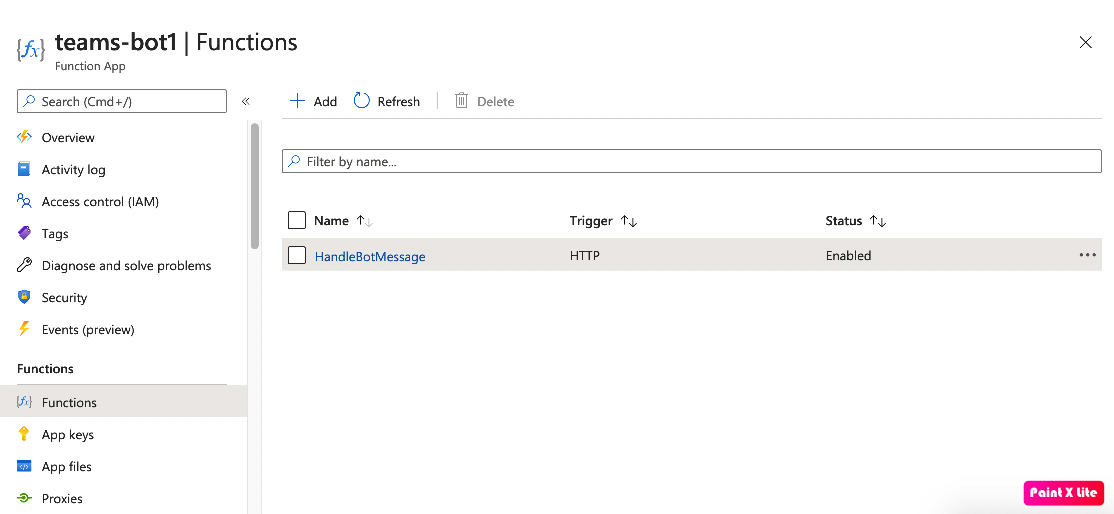 teams-bot1 | Functions
Function App
Search (Cmd+/)
«
Add
Refresh
Delete
Overview
Activity log
Access control (IAM)
Tags
Diagnose and solve problems
Security
Events (preview)
Functions
Functions
App keys
App files
Proxies
Filter by name...
Name Trigger Status
HandleBotMessage HTTP Enabled
Paint X Lite